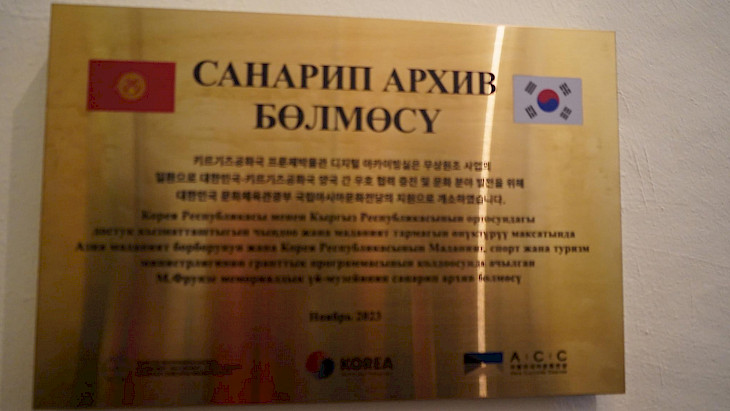 САНАРИП АРХИВ
БӨЛМӨСҮ
키르기즈공화국 프룬제박물관 디지털 아카이빙실은 무상원조 사업의
일환으로 대한민국-키르기즈공화국 양국 간 우호 협력 증진 및 문화 분야 발전을 위해
대한민국 문화체육관광부 국립아시아문화전당의 지원으로 개소하였습니다.
Корея Республикасы менен Кыргыз Республикасынын ортосундагы
достук кызматташтыгын чыңдоо жана маданият тармагын өнүктүрүү максатында
Азия маданият борборунун жана Корея Республикасынын Маданият, спорт жана туризм
министрлигинин гранттык программасынын колдоосунда ачылган
М.Фрунзе мемориалдык үй-музейинин санарип архив бөлмөсү
Ноябрь 2023
KOREA
ACC